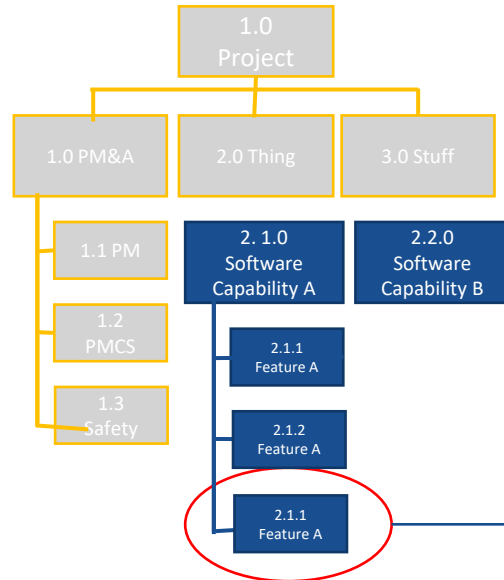 1.0
Project
1.0 PM&A
2.0 Thing
3.0 Stuff
1.1 PM
1.2
PMCS
1.3
Safety
2. 1.0
Software
Capability A
2.2.0
Software
Capability B
2.1.1
Feature A
2.1.2
Feature A
2.1.1
Feature A